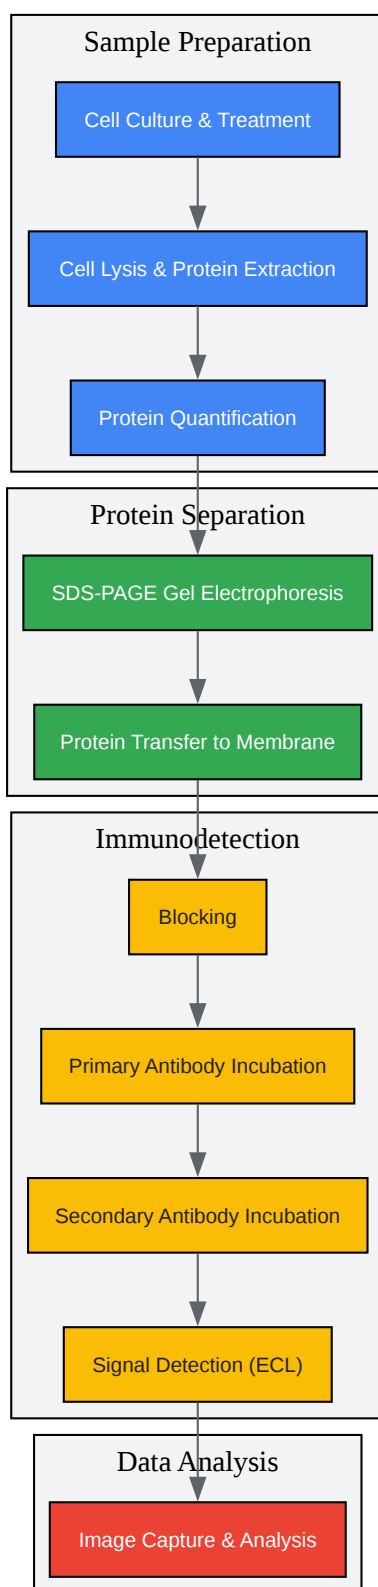 Sample Preparation
Cell Culture & Treatment
Cell Lysis & Protein Extraction
Protein Quantification
Protein Separation
SDS-PAGE Gel Electrophoresis
Protein Transfer to Membrane
Immunodetection
Blocking
Primary Antibody Incubation
Secondary Antibody Incubation
Signal Detection (ECL)
Data Analysis
Image Capture & Analysis